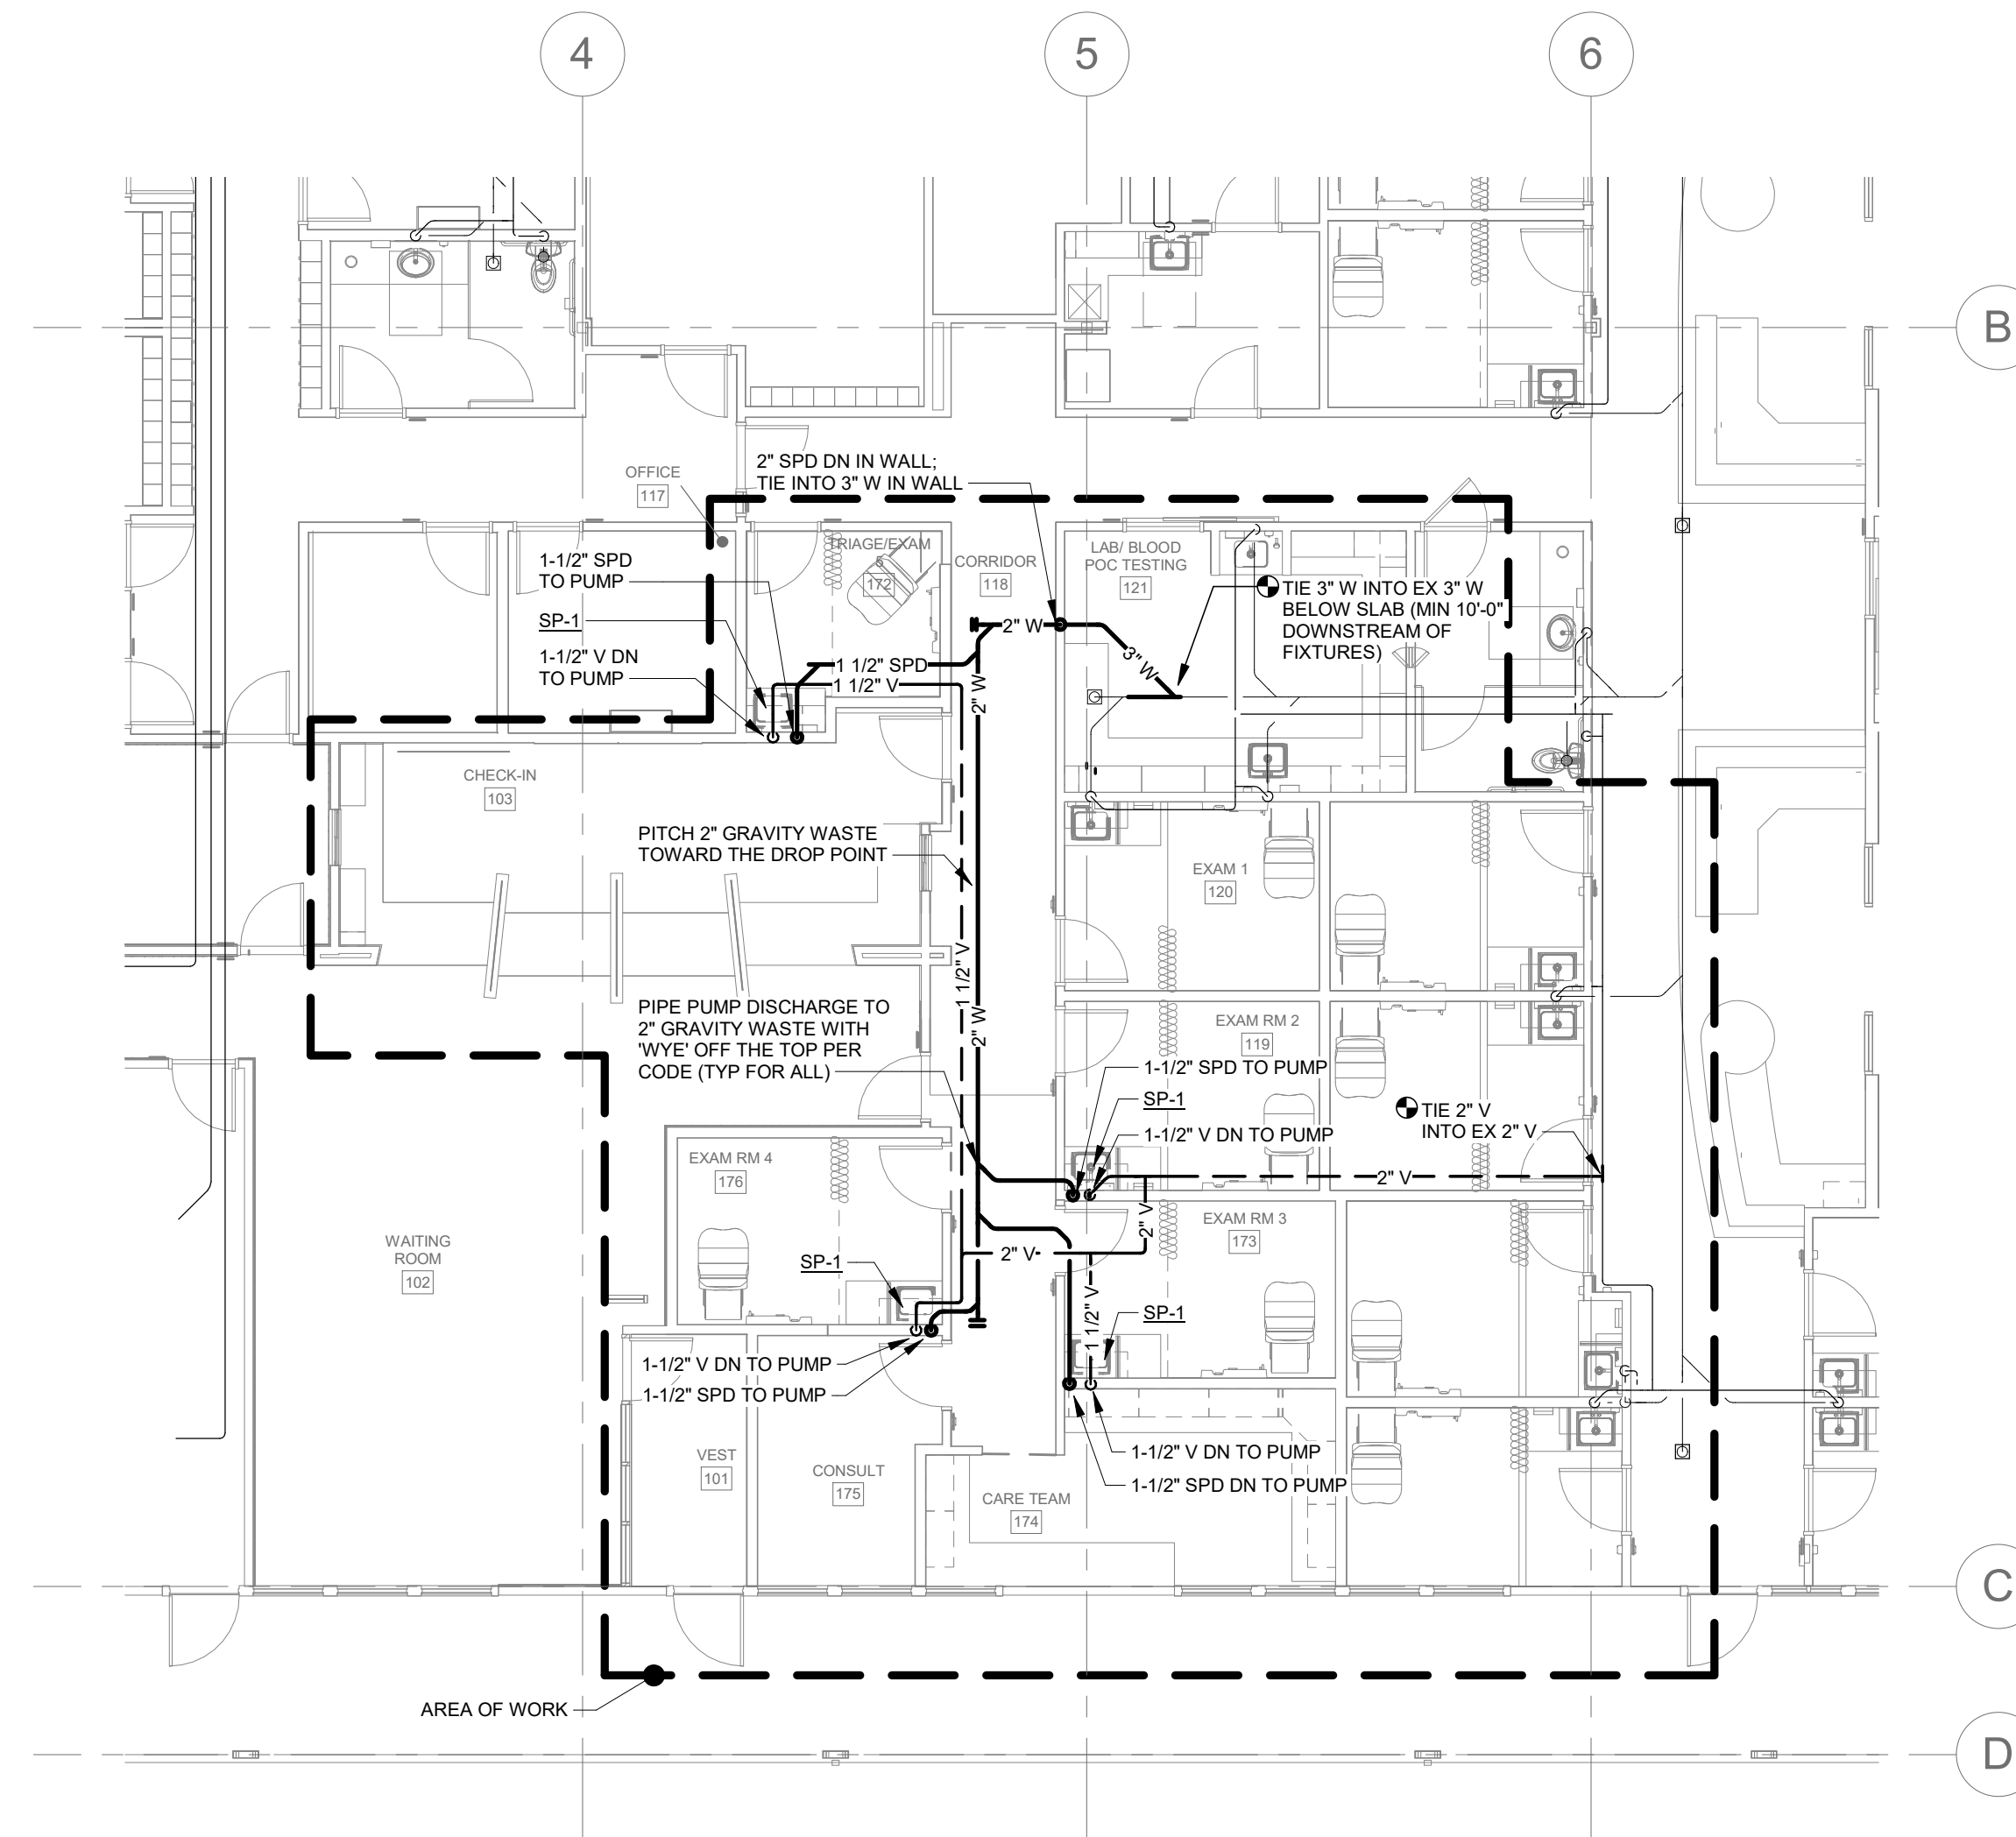 4
5
6
B
OFFICE
117
2" SPD DN IN WALL;
TIE INTO 3" W IN WALL
1-1/2" SPD
TO PUMP
SP-1
1-1/2" V DN
TO PUMP
TRIAGE/EXAM
5
172
CORRIDOR
118
LAB/ BLOOD
POC TESTING
121
TIE 3" W INTO EX 3" W
BELOW SLAB (MIN 10'-0"
DOWNSTREAM OF
FIXTURES)
2" W
3" W
1 1/2" SPD
1 1/2" V
2" W
CHECK-IN
103
PITCH 2" GRAVITY WASTE
TOWARD THE DROP POINT
EXAM 1
120
1 1/2" V
2" W
PIPE PUMP DISCHARGE TO
2" GRAVITY WASTE WITH
'WYE' OFF THE TOP PER
CODE (TYP FOR ALL)
EXAM RM 2
119
1-1/2" SPD TO PUMP
SP-1
1-1/2" V DN TO PUMP
TIE 2" V
INTO EX 2" V
2" V
EXAM RM 4
176
WAITING
ROOM
102
SP-1
2" V
2" V
EXAM RM 3
173
1 1/2" V
SP-1
1-1/2" V DN TO PUMP
1-1/2" SPD TO PUMP
VEST
101
CONSULT
175
CARE TEAM
174
1-1/2" V DN TO PUMP
1-1/2" SPD DN TO PUMP
C
AREA OF WORK
D